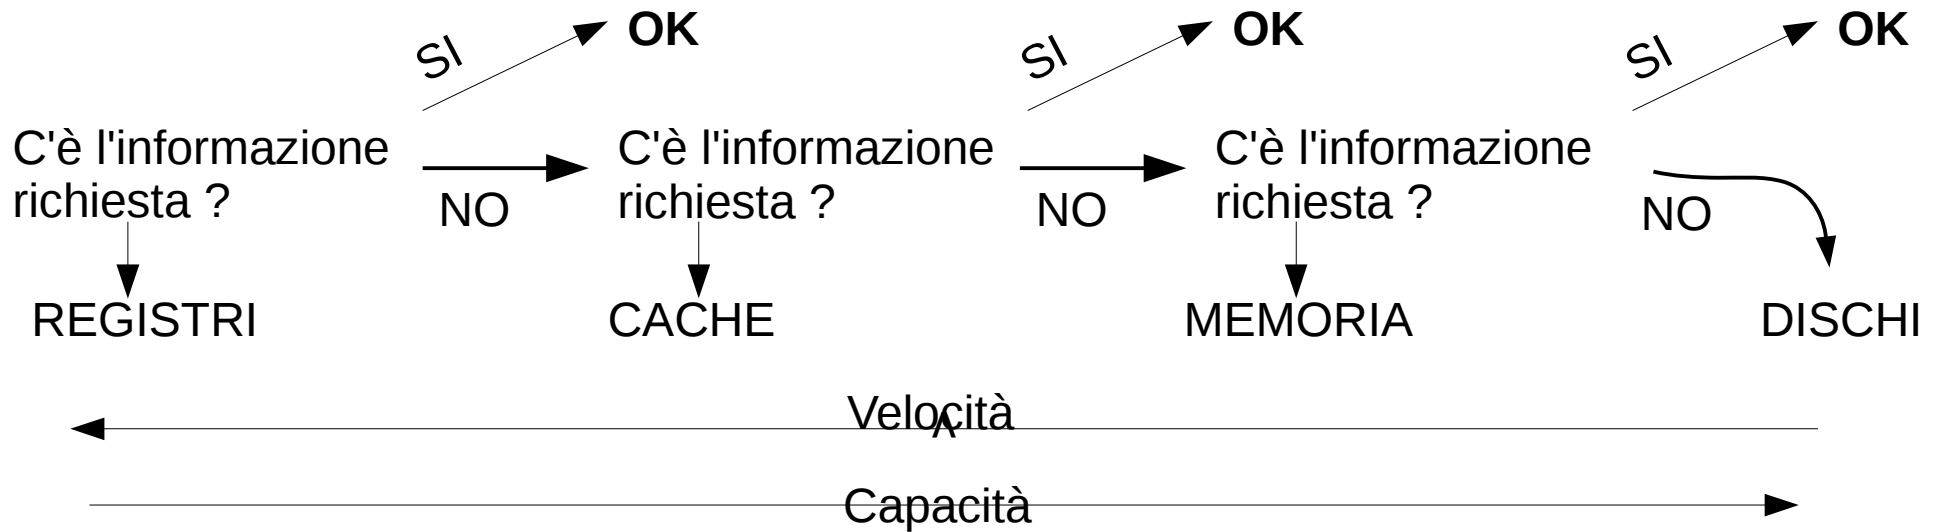 SI
OK
SI
OK
SI
OK
C'è l'informazione
richiesta ?
NO
C'è l'informazione
richiesta ?
NO
C'è l'informazione
richiesta ?
NO
REGISTRI
CACHE
MEMORIA
DISCHI
Velocità
Capacità